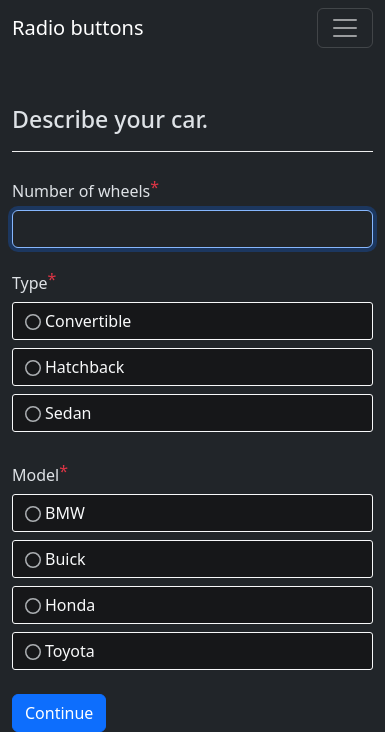 Radio buttons
Describe your car.
Number of wheels*
Type*
Convertible
Hatchback
Sedan
Model*
BMW
Buick
Honda
Toyota
Continue